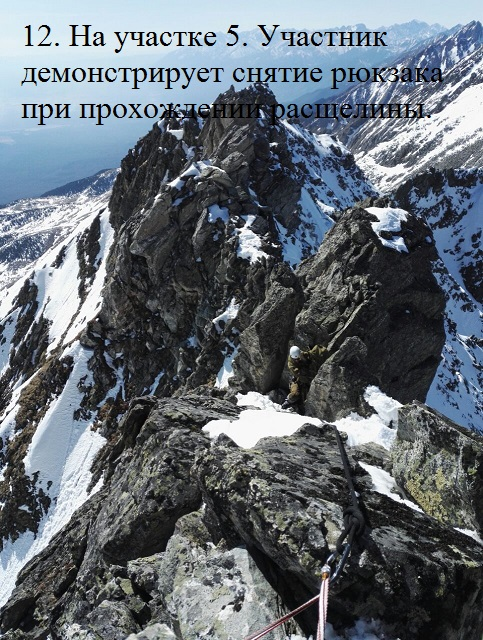 12. На участке 5. Участник
демонстрирует снятие рюкзака
при прохождении расщелины.